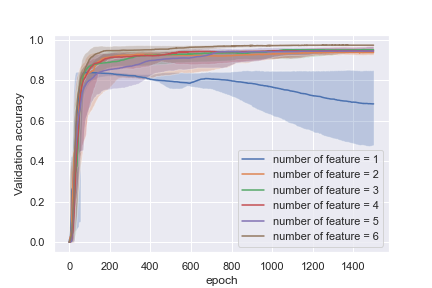 1.0
0.8
0.6
0.4
0.2
0.0
Validation accuracy
number of feature = 1
number of feature = 2
number of feature = 3
number of feature = 4
number of feature = 5
number of feature = 6
0 200 400 600 800 1000 1200 1400
epoch